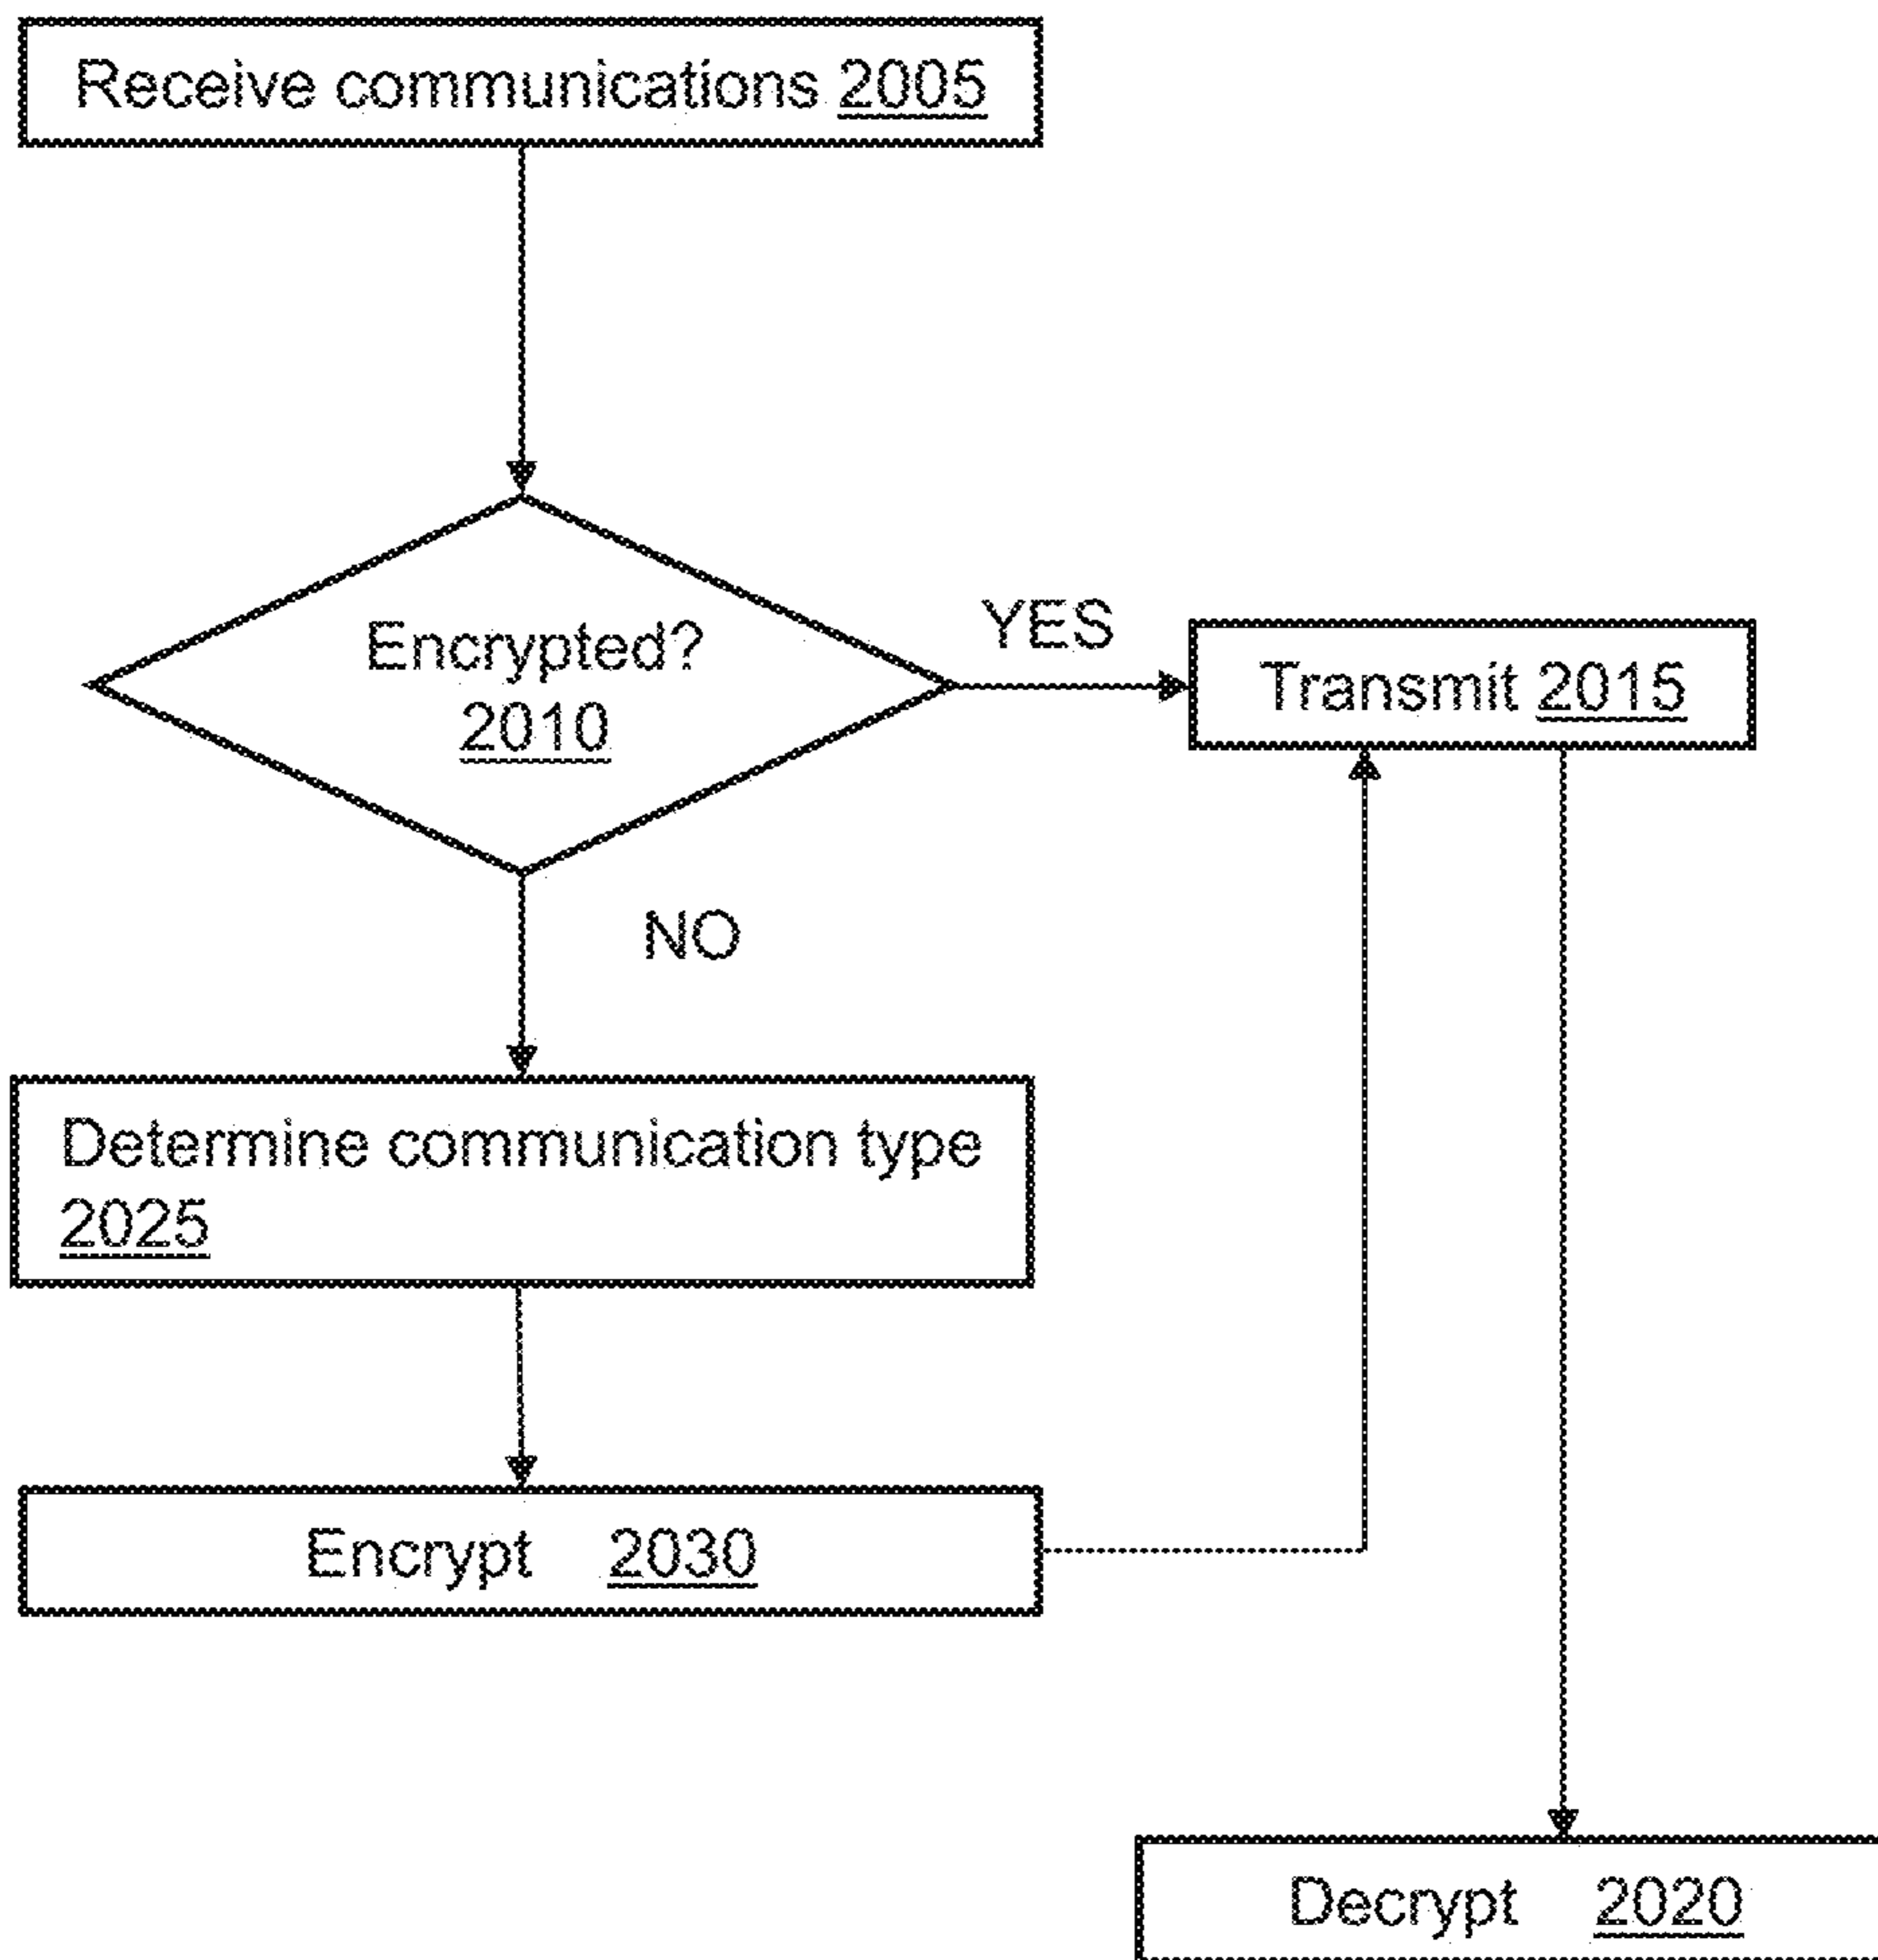 Receive communications 2005
Encrypted?
2010
YES
Transmit 2015
NO
Determine communication type
2025
Encrypt 2030
Decrypt 2020